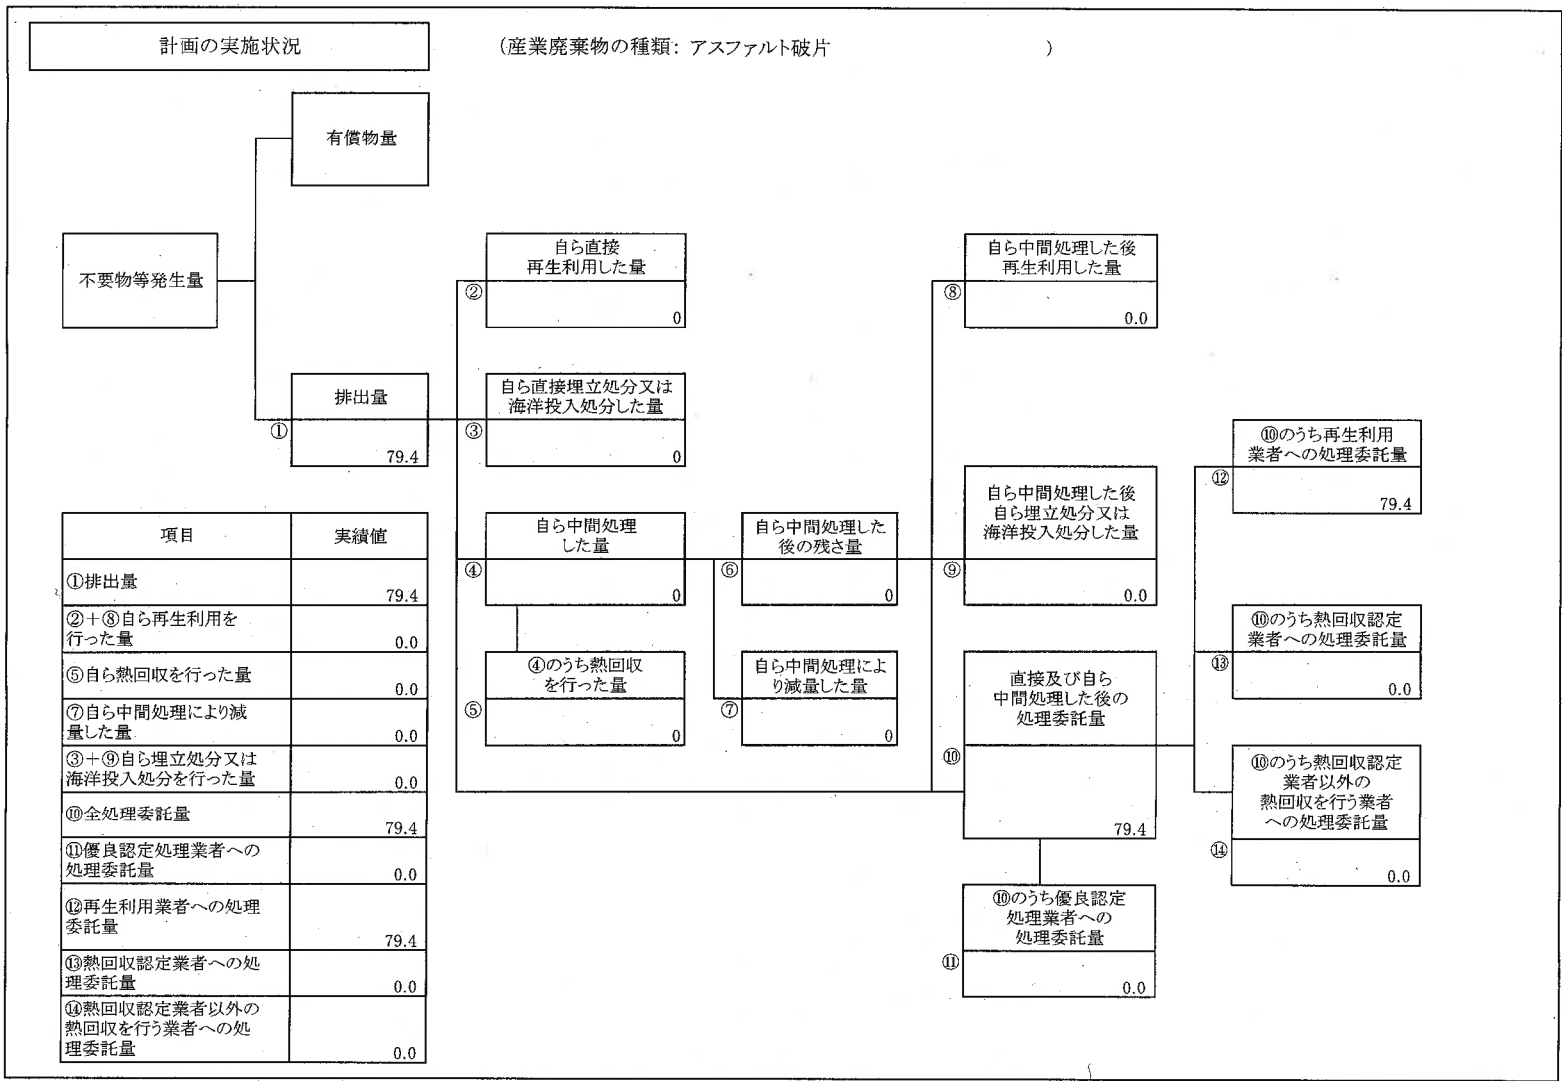 計画の実施状況
(産業廃棄物の種類: アスファルト破片 )
有償物量
不要物等発生量
排出量
①
79.4
自ら直接
再生利用した量
②
0
自ら直接埋立処分又は
海洋投入処分した量
③
0
自ら中間処理
した量
④
0
④のうち熱回収
を行った量
⑤
0
自ら中間処理した
後の残さ量
⑥
0
自ら中間処理によ
り減量した量
⑦
0
自ら中間処理した後
再生利用した量
⑧
0.0
自ら中間処理した後
自ら埋立処分又は
海洋投入処分した量
⑨
0.0
直接及び自ら
中間処理した後の
処理委託量
⑩
79.4
⑩のうち優良認定
処理業者への
処理委託量
⑪
0.0
⑩のうち再生利用
業者への処理委託量
⑫
79.4
⑩のうち熱回収認定
業者への処理委託量
⑬
0.0
⑩のうち熱回収認定
業者以外の
熱回収を行う業者
への処理委託量
⑭
0.0
項目 実績値
①排出量
79.4
②+⑧自ら再生利用を
行った量
0.0
⑤自ら熱回収を行った量
0.0
⑦自ら中間処理により減
量した量
0.0
③+⑨自ら埋立処分又は
海洋投入処分を行った量
0.0
⑩全処理委託量
79.4
⑪優良認定処理業者への
処理委託量
0.0
⑫再生利用業者への処理
委託量
79.4
⑬熱回収認定業者への処
理委託量
0.0
⑭熱回収認定業者以外の
熱回収を行う業者への処
理委託量
0.0